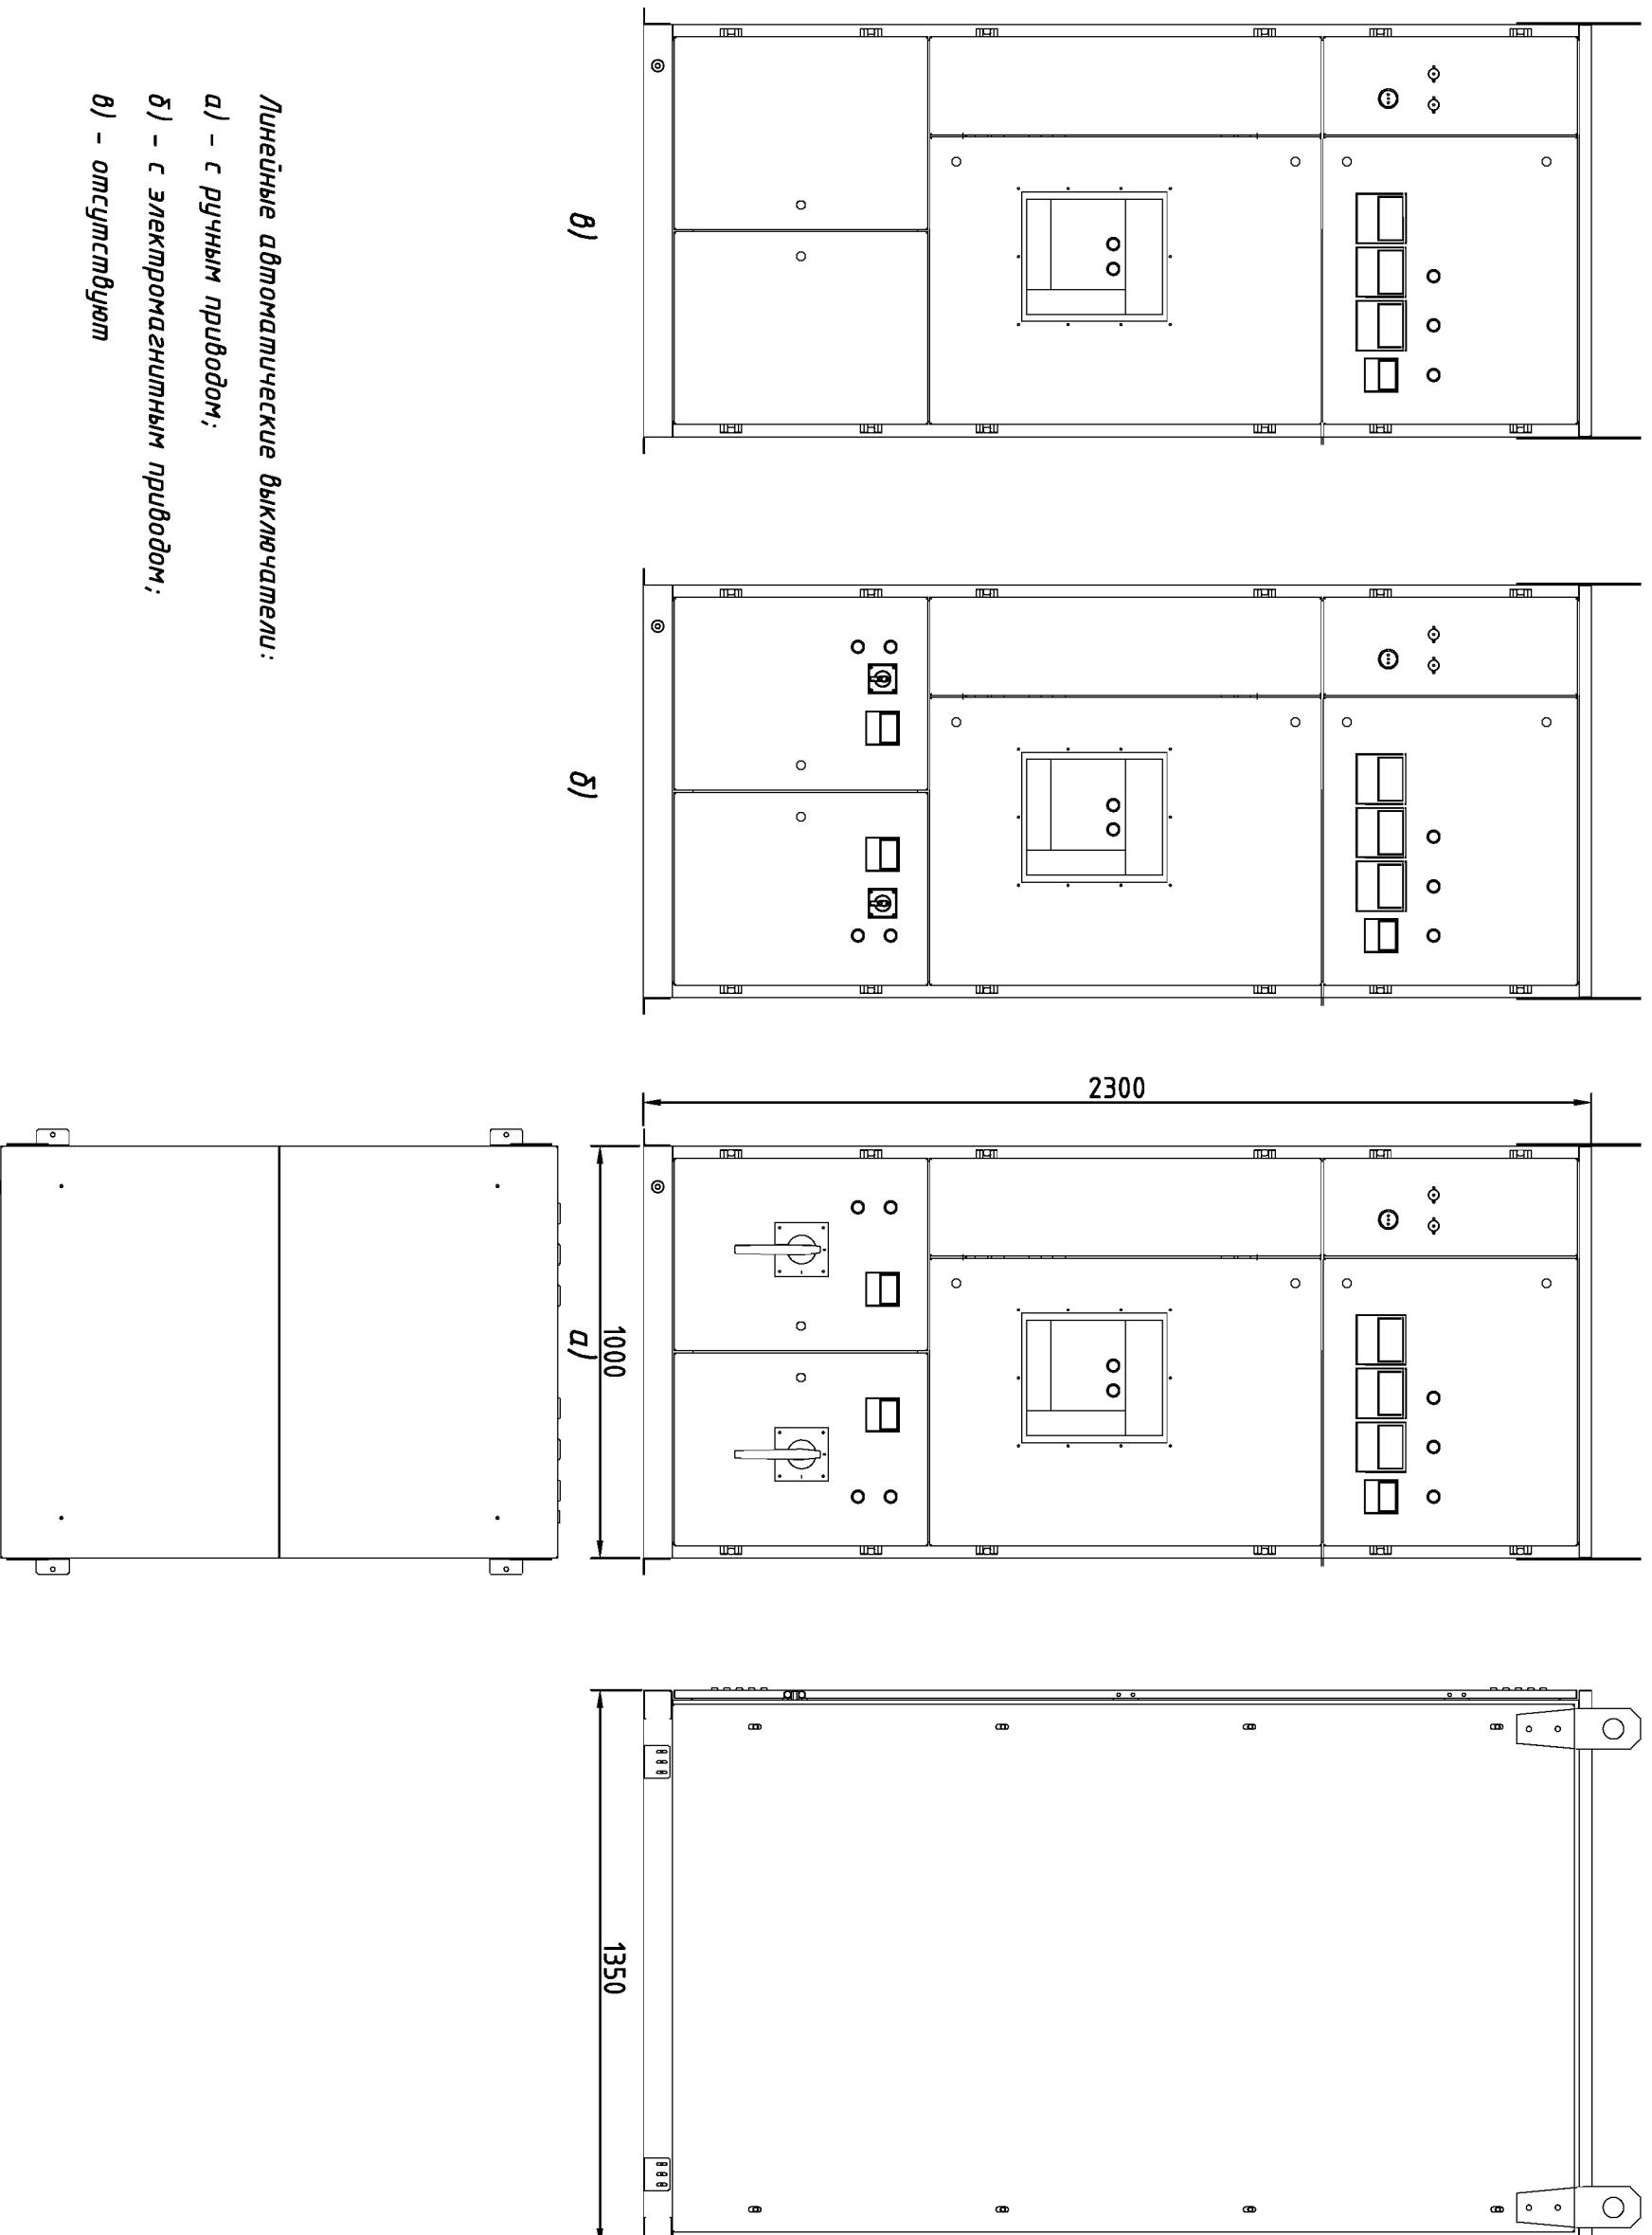 2300
1000
1350
а)
б)
в)
Линейные автоматические выключатели:
а) - с ручным приводом;
б) - с электромагнитным приводом;
в) - отсутствуют